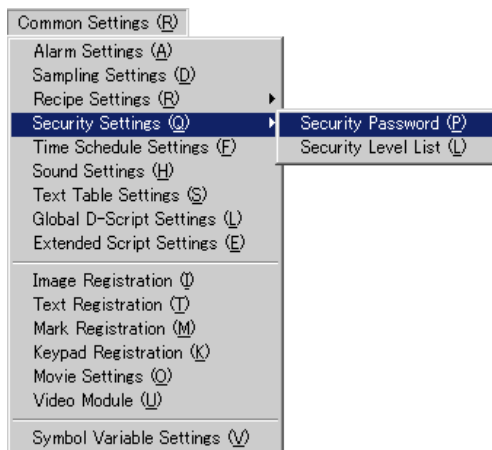 Common Settings (R)
Alarm Settings (A)
Sampling Settings (D)
Recipe Settings (R)
Security Settings (Q)
Security Password (P)
Time Schedule Settings (F)
Security Level List (L)
Sound Settings (H)
Text Table Settings (S)
Global D-Script Settings (L)
Extended Script Settings (E)
Image Registration (I)
Text Registration (T)
Mark Registration (M)
Keypad Registration (K)
Movie Settings (O)
Video Module (U)
Symbol Variable Settings (V)